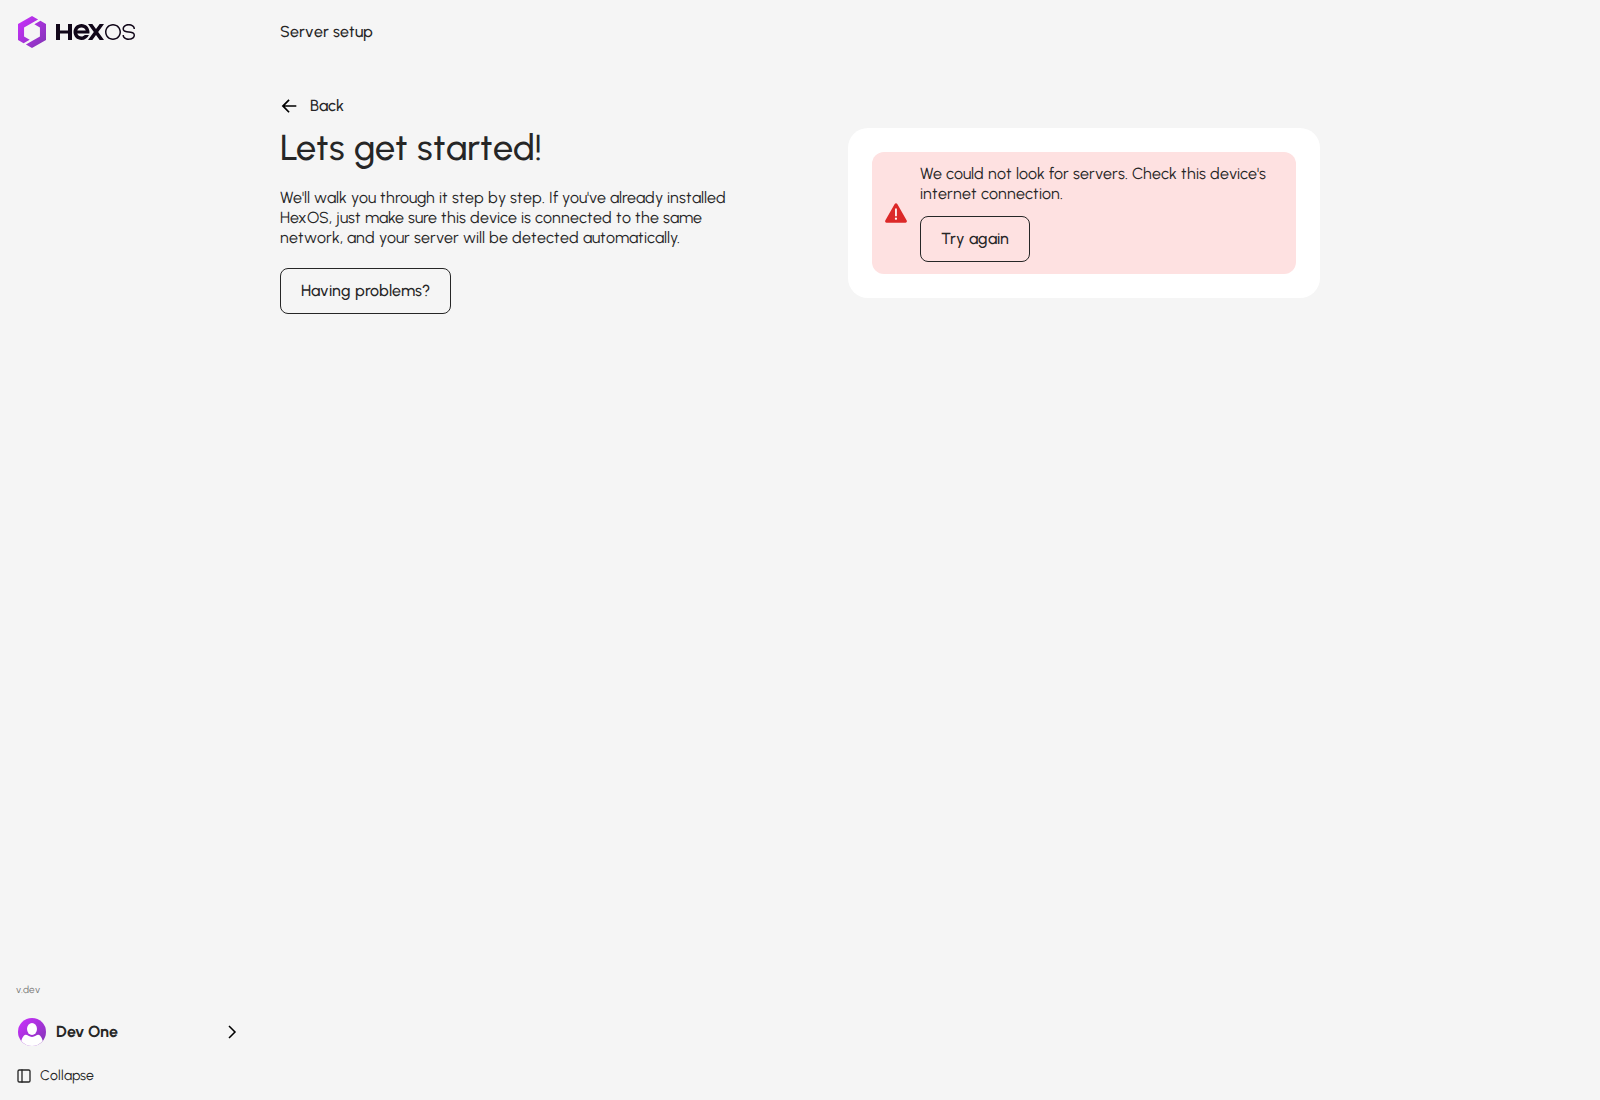 HexOS
Server setup
Back
Lets get started!
We'll walk you through it step by step. If you've already installed
HexOS, just make sure this device is connected to the same
network, and your server will be detected automatically.
Having problems?
We could not look for servers. Check this device's
internet connection.
Try again
v.dev
Dev One
Collapse